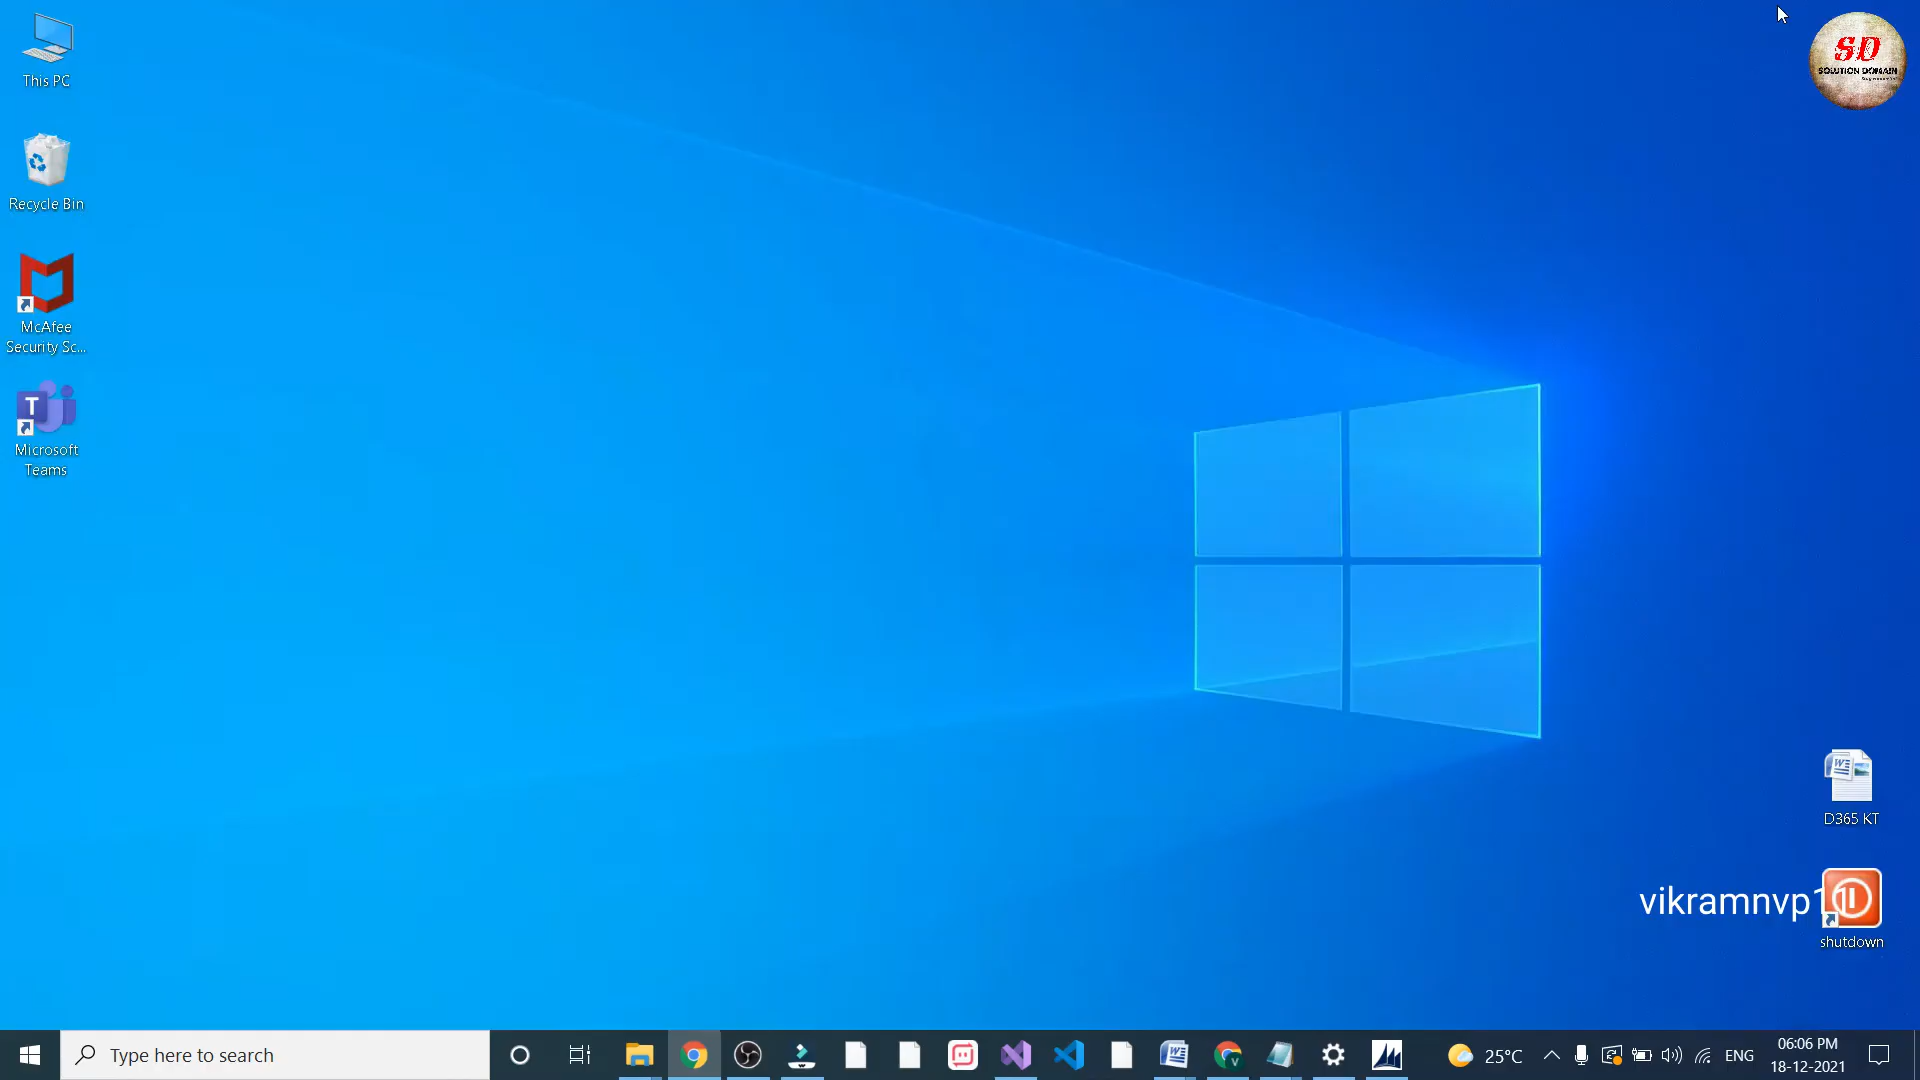 This PC
SD
SOLUTION DOMAIN
Recycle Bin
McAfee
Security Sc...
T
Microsoft
Teams
D365 KT
vikramnvp
shutdown
Type here to search
25°C
ENG
06:06 PM
18-12-2021